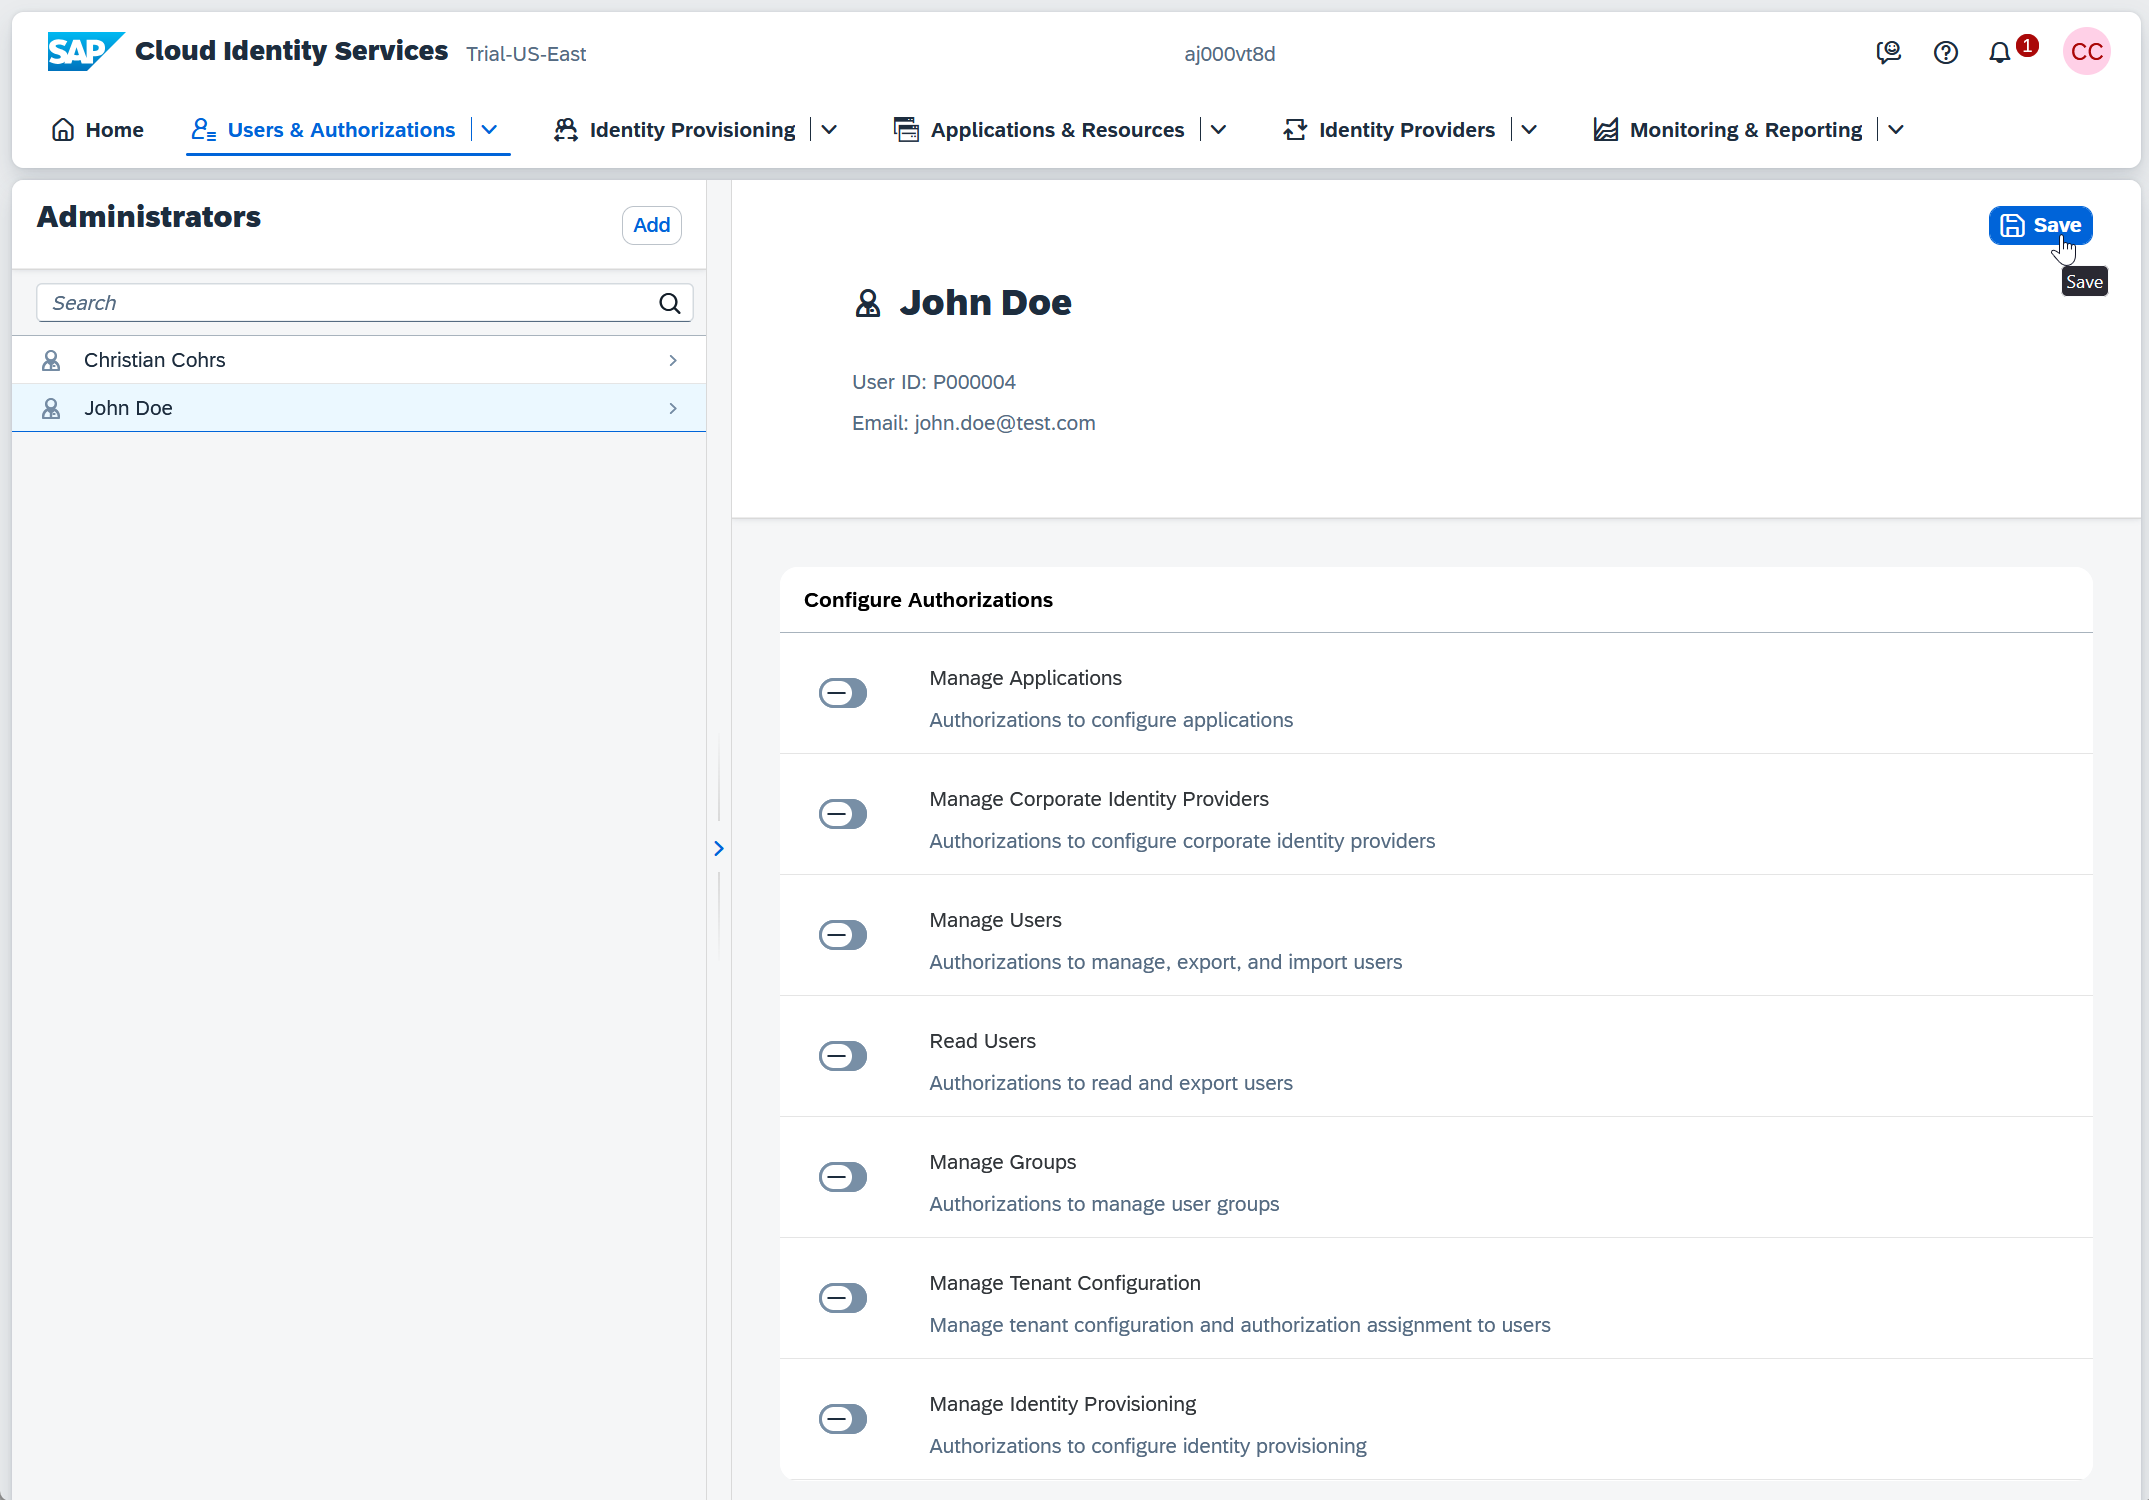 SAP Cloud Identity Services Trial-US-East aj000vt8d 1 CC
Home Users & Authorizations Identity Provisioning Applications & Resources Identity Providers Monitoring & Reporting
Administrators
Add
Search
Christian Cohrs
John Doe
Save
Save
John Doe
User ID: P000004
Email: john.doe@test.com
Configure Authorizations
Manage Applications
Authorizations to configure applications
Manage Corporate Identity Providers
Authorizations to configure corporate identity providers
Manage Users
Authorizations to manage, export, and import users
Read Users
Authorizations to read and export users
Manage Groups
Authorizations to manage user groups
Manage Tenant Configuration
Manage tenant configuration and authorization assignment to users
Manage Identity Provisioning
Authorizations to configure identity provisioning